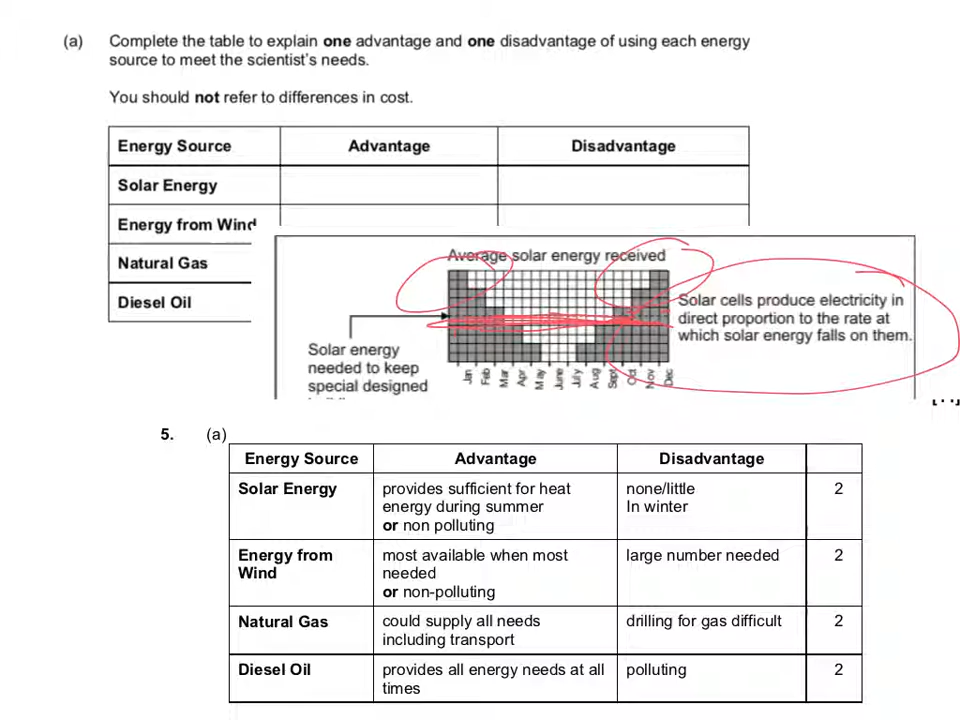 (a) Complete the table to explain one advantage and one disadvantage of using each energy
source to meet the scientist's needs.
You should not refer to differences in cost.
Energy Source Advantage Disadvantage
Solar Energy
Energy from Wind
Natural Gas
Diesel Oil
Average solar energy received
Solar cells produce electricity in
direct proportion to the rate at
which solar energy falls on them.
Solar energy
needed to keep
special designed
Jan Feb Mar Apr May June July Aug Sept Oct Nov Dec
5. (a)
Energy Source Advantage Disadvantage
Solar Energy provides sufficient for heat none/little 2
energy during summer In winter
or non polluting
Energy from most available when most large number needed 2
Wind needed
or non-polluting
Natural Gas could supply all needs drilling for gas difficult 2
including transport
Diesel Oil provides all energy needs at all polluting 2
times